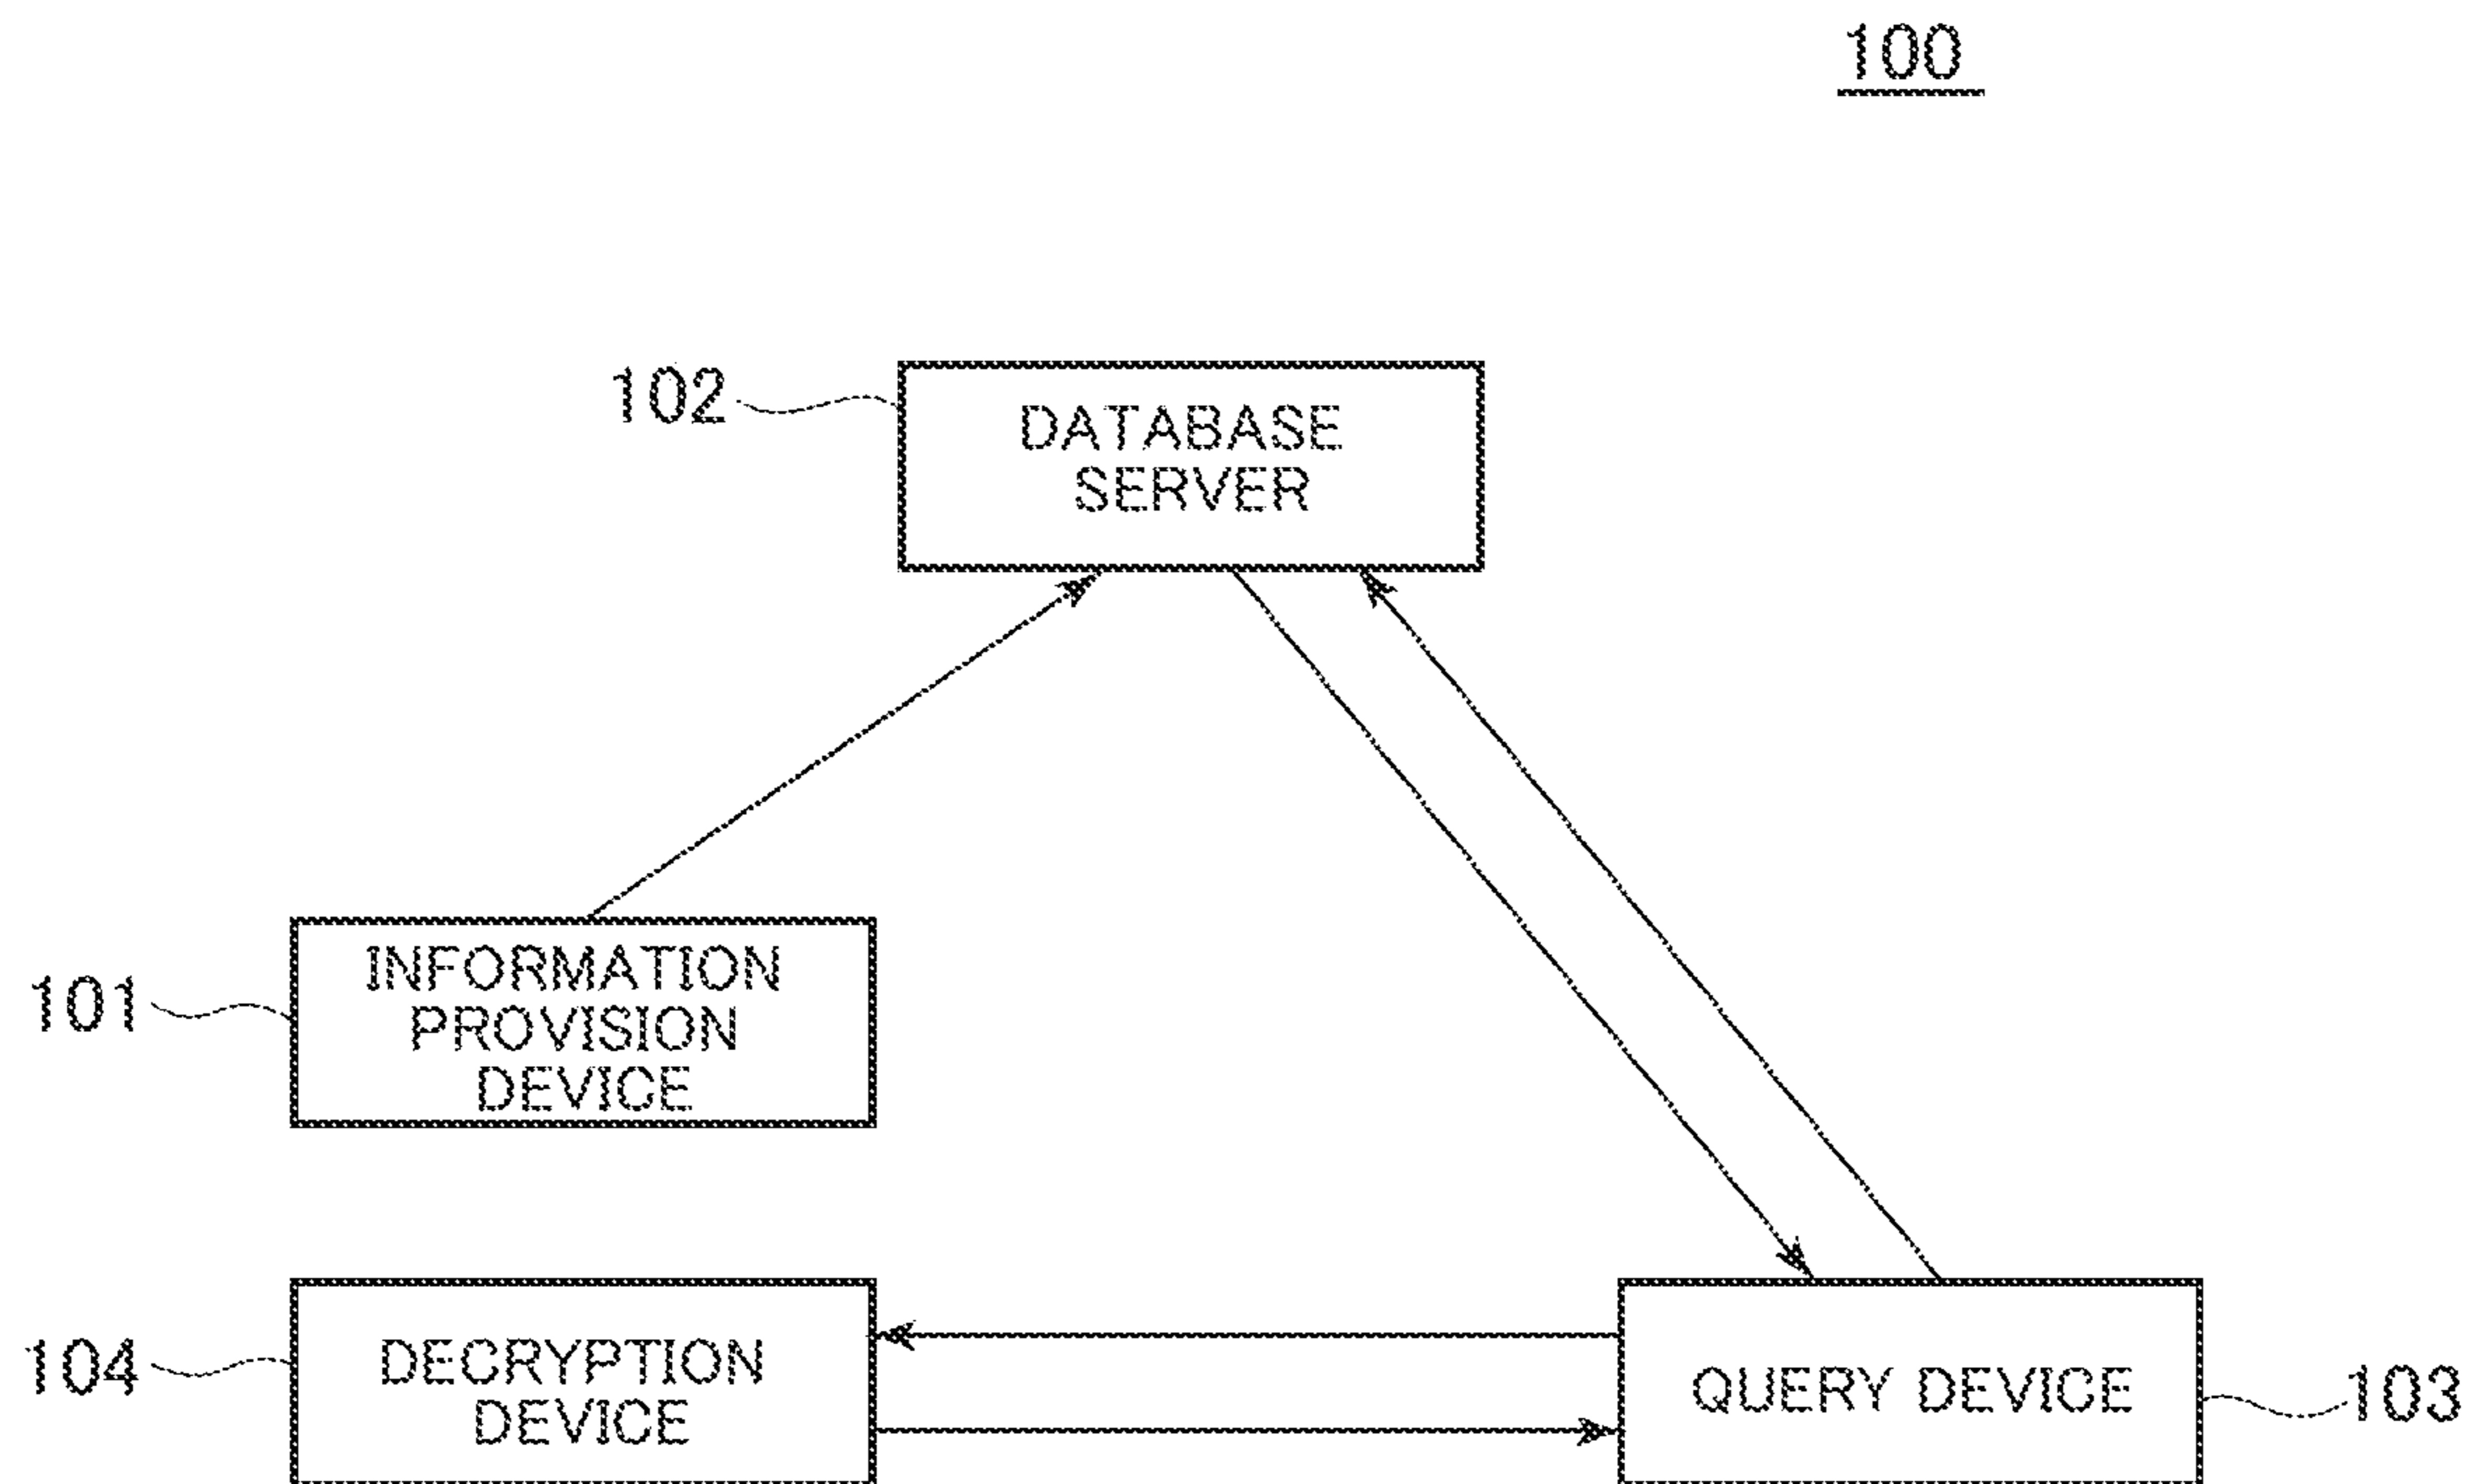 100
102
DATABASE
SERVER
101
INFORMATION
PROVISION
DEVICE
104
DECRYPTION
DEVICE
QUERY DEVICE
103